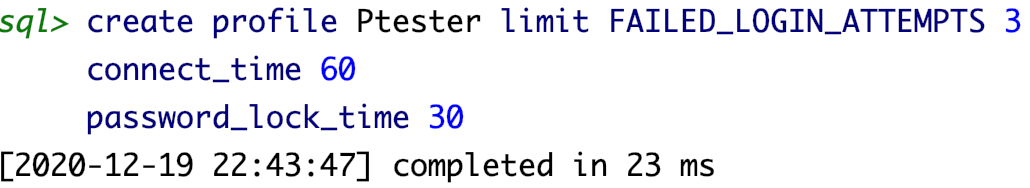 sql> create profile Ptester limit FAILED_LOGIN_ATTEMPTS 3
connect_time 60
password_lock_time 30
[2020-12-19 22:43:47] completed in 23 ms